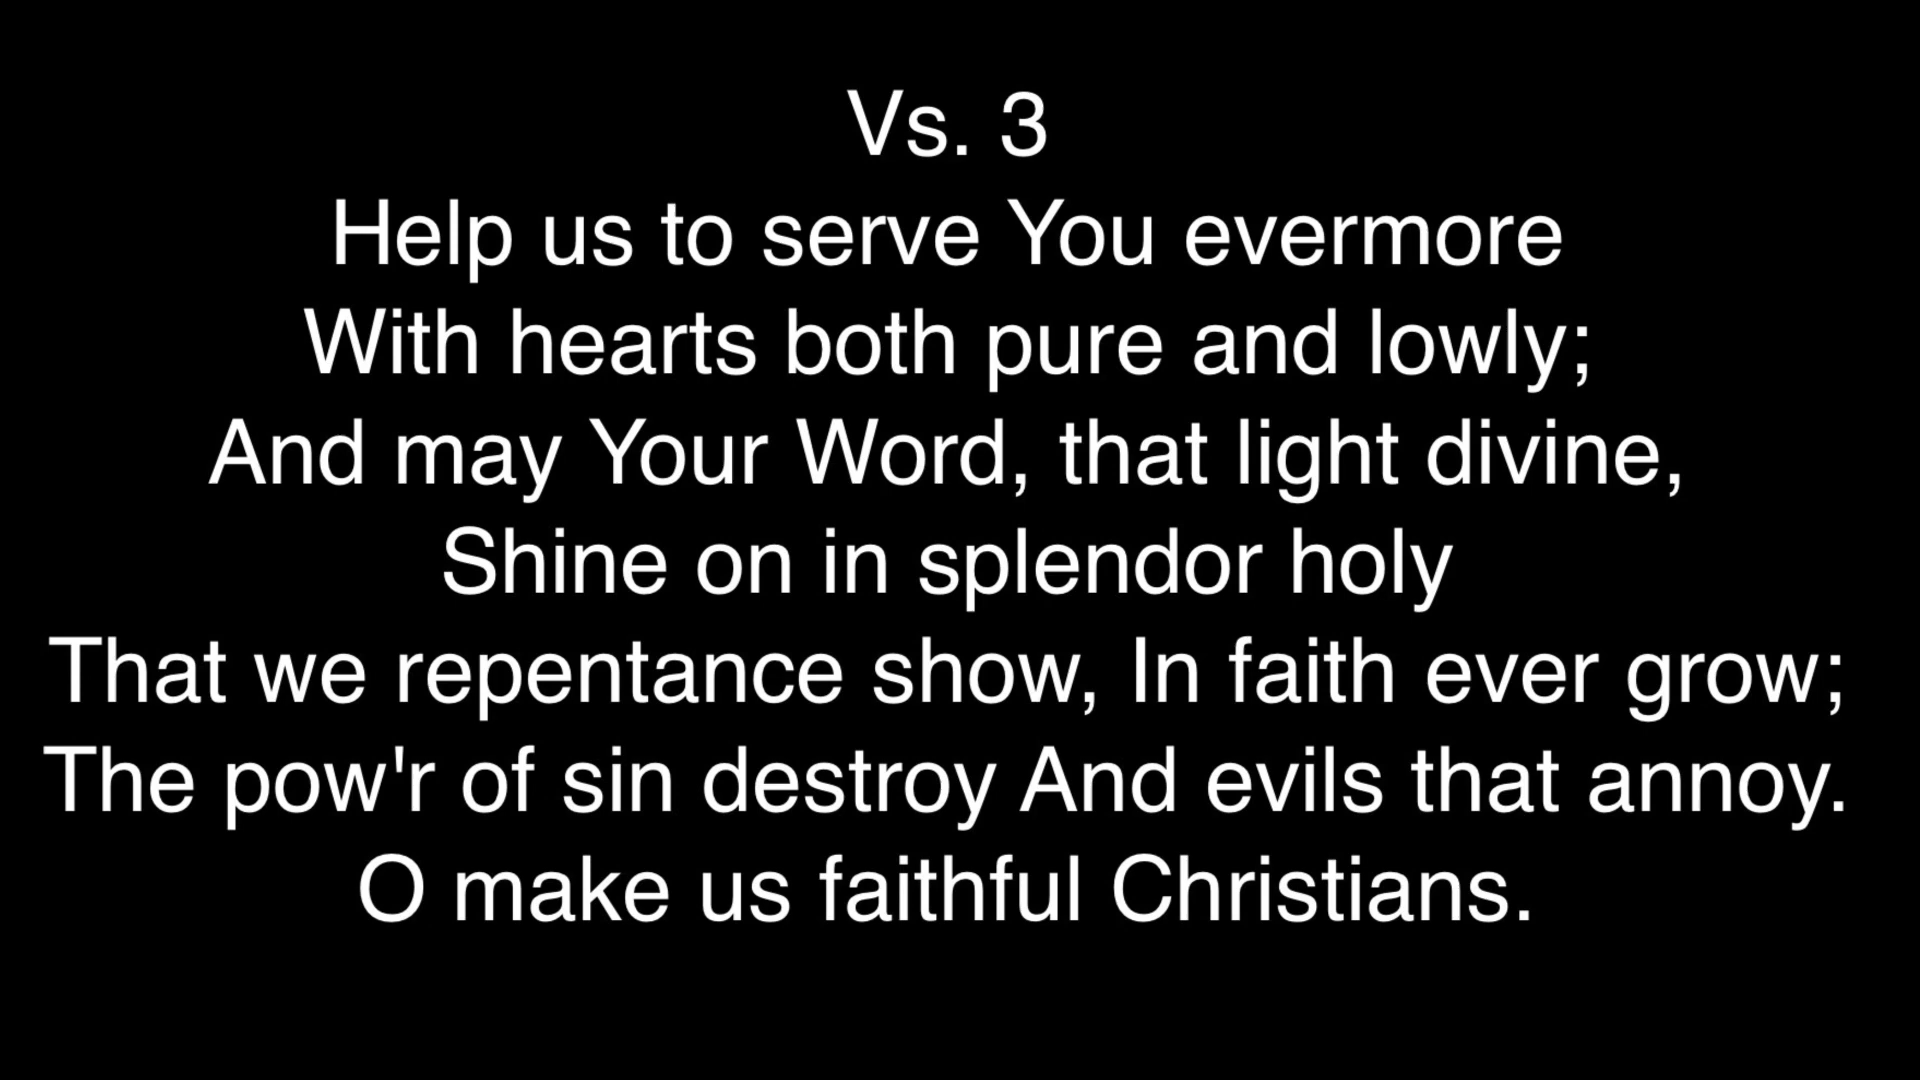 Vs. 3
Help us to serve You evermore
With hearts both pure and lowly;
And may Your Word, that light divine,
Shine on in splendor holy
That we repentance show, In faith ever grow;
The pow'r of sin destroy And evils that annoy.
O make us faithful Christians.